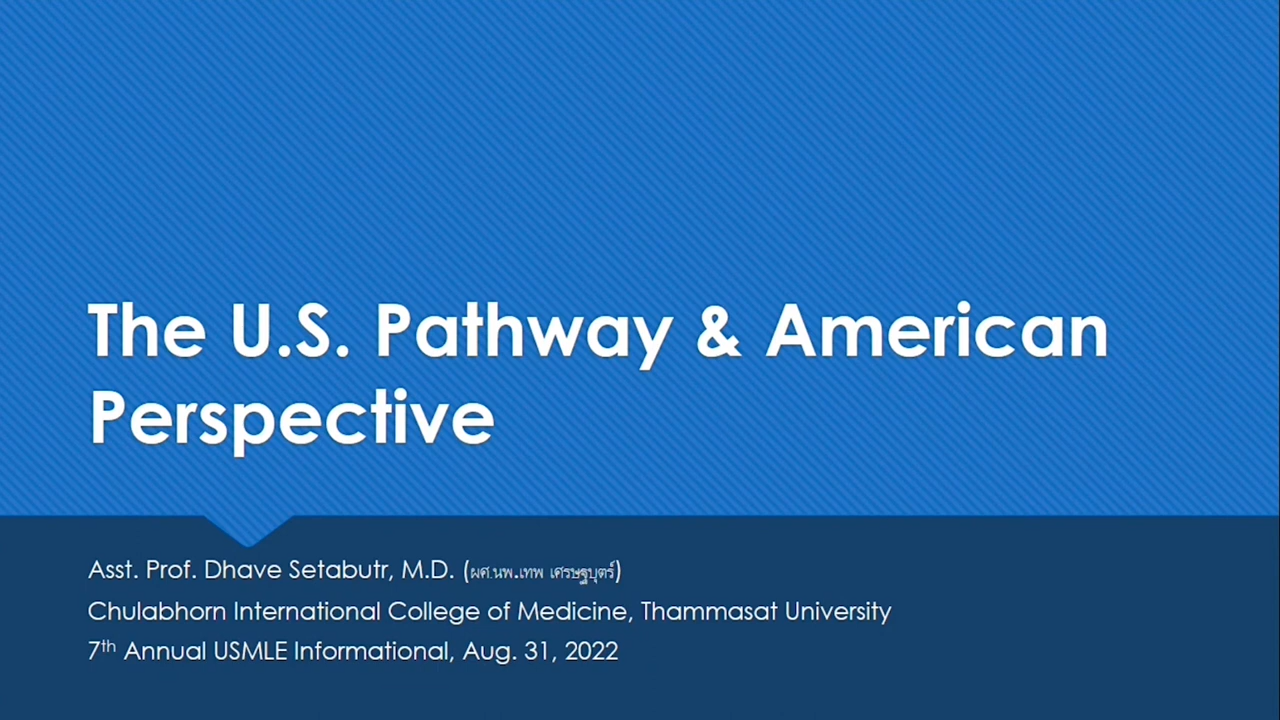 The U.S. Pathway & American
Perspective
Asst. Prof. Dhave Setabutr, M.D. (ผศ.นพ.เทพ เศรษฐบุตร์)
Chulabhorn International College of Medicine, Thammasat University
7th Annual USMLE Informational, Aug. 31, 2022